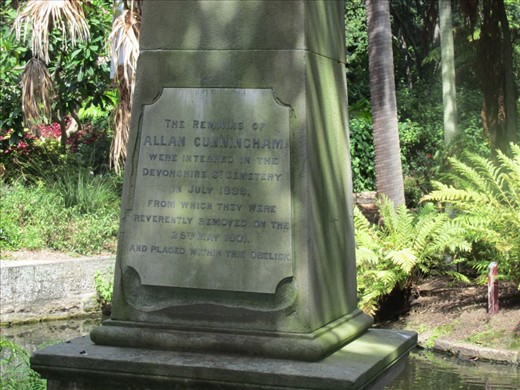 THE REMAINS OF
ALLAN CUNNINGHAM
WERE INTERRED IN THE
DEVONSHIRE ST CEMETERY
IN JULY 1839,
FROM WHICH THEY WERE
REVERENTLY REMOVED ON THE
25TH MAY 1901,
AND PLACED WITHIN THIS OBELISK.